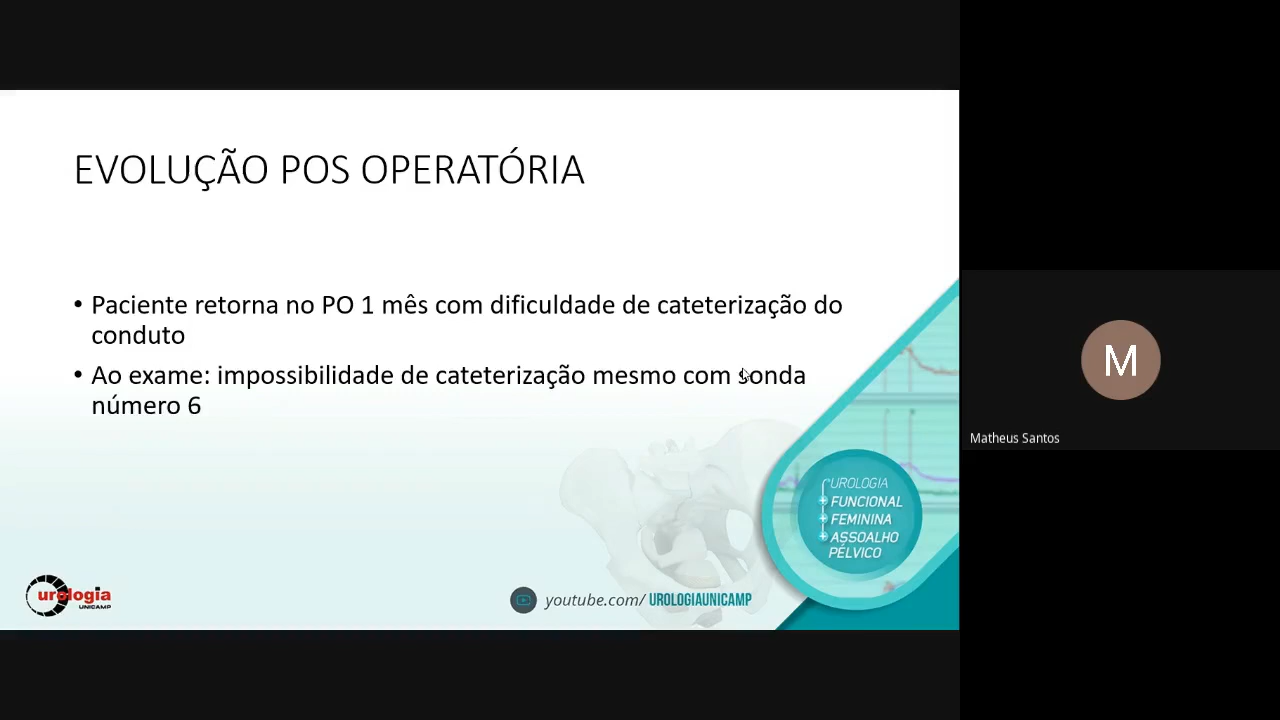 EVOLUÇÃO POS OPERATÓRIA
• Paciente retorna no PO 1 mês com dificuldade de cateterização do
conduto
• Ao exame: impossibilidade de cateterização mesmo com sonda
número 6
UROLOGIA
FUNCIONAL
FEMININA
ASSOALHO
PÉLVICO
urologia
UNICAMP
youtube.com/ UROLOGIAUNICAMP
M
Matheus Santos